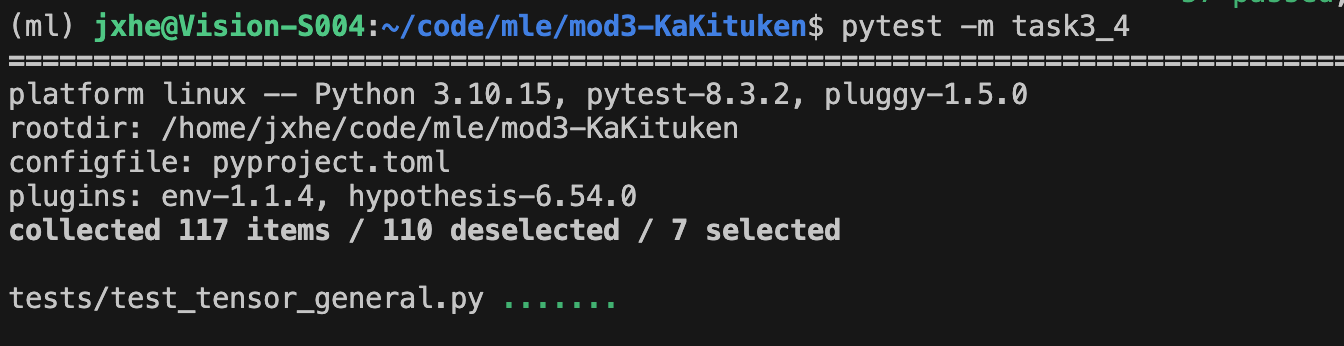 passed,
(ml) jxhe@Vision-S004:~/code/mle/mod3-KaKituken$ pytest -m task3_4
================================================================================
platform linux -- Python 3.10.15, pytest-8.3.2, pluggy-1.5.0
rootdir: /home/jxhe/code/mle/mod3-KaKituken
configfile: pyproject.toml
plugins: env-1.1.4, hypothesis-6.54.0
collected 117 items / 110 deselected / 7 selected
tests/test_tensor_general.py .......